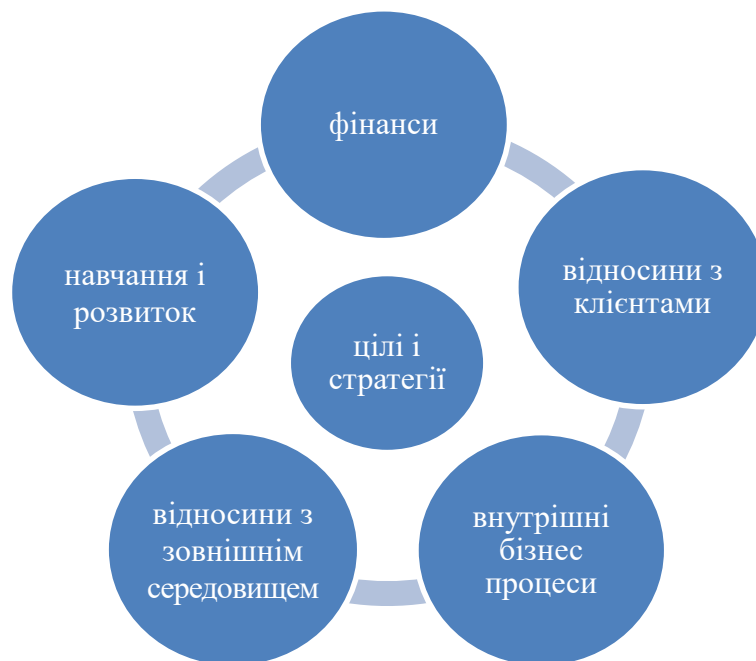 фінанси
відносини з
клієнтами
внутрішні
бізнес
процеси
відносини з
зовнішнім
середовищем
навчання і
розвиток
цілі і
стратегії